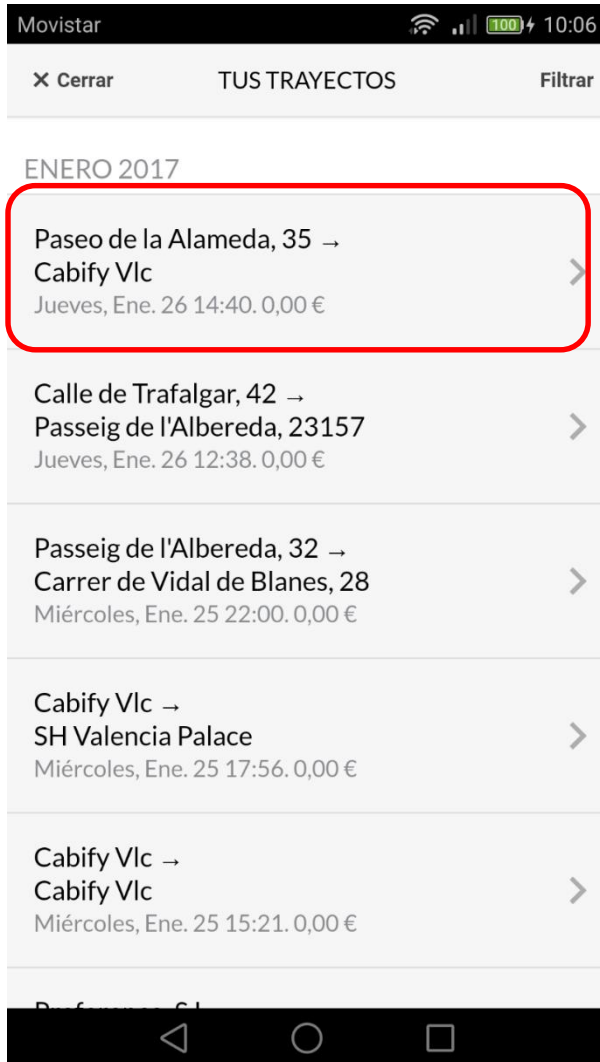 Movistar 100 10:06
× Cerrar TUS TRAYECTOS Filtrar
ENERO 2017
Paseo de la Alameda, 35 →
Cabify Vlc
Jueves, Ene. 26 14:40. 0,00 €
Calle de Trafalgar, 42 →
Passeig de l'Albereda, 23157
Jueves, Ene. 26 12:38. 0,00 €
Passeig de l'Albereda, 32 →
Carrer de Vidal de Blanes, 28
Miércoles, Ene. 25 22:00. 0,00 €
Cabify Vlc →
SH Valencia Palace
Miércoles, Ene. 25 17:56. 0,00 €
Cabify Vlc →
Cabify Vlc
Miércoles, Ene. 25 15:21. 0,00 €